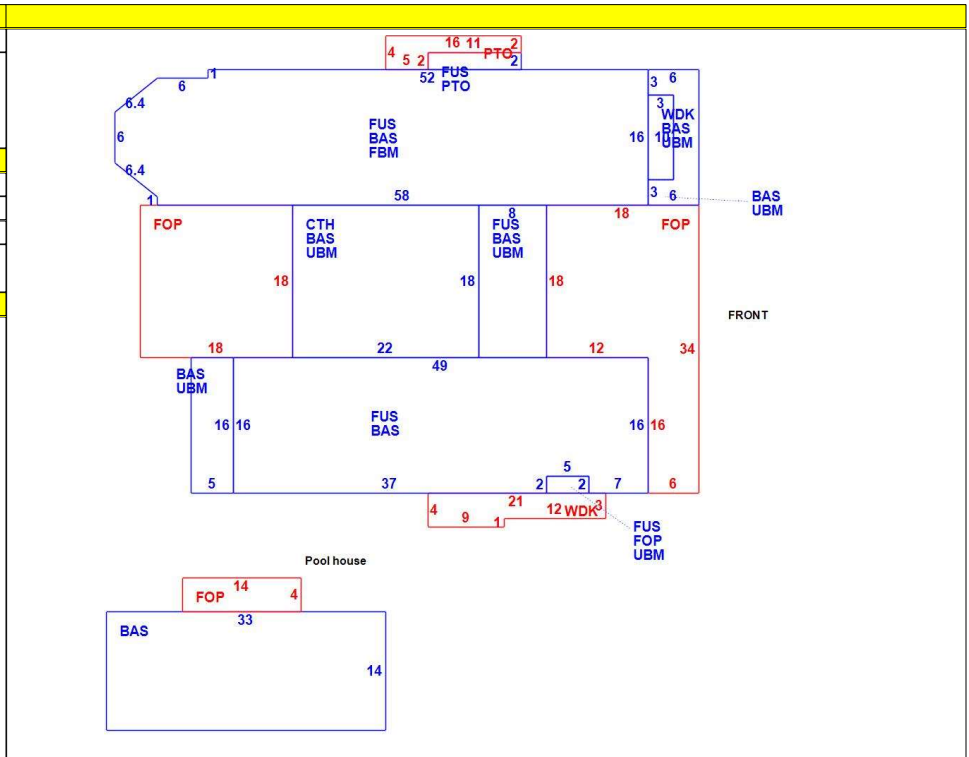 16 11 2
4 5 2 PTO 2
1 52 FUS
PTO
6
3 6
6.4
3
WDK
BAS
UBM
FUS
BAS
FBM
6
16 10
6.4
3 6
1
58
BAS
UBM
8
18
FOP
CTH
BAS
UBM
FUS
BAS
UBM
FOP
18
18
18
FRONT
18
22
12
34
49
BAS
UBM
FUS
BAS
16 16
16 16
5
37
5
2 2
7
6
4
9
1
21
12 WDK 3
FUS
FOP
UBM
Pool house
14
FOP 4
33
BAS
14